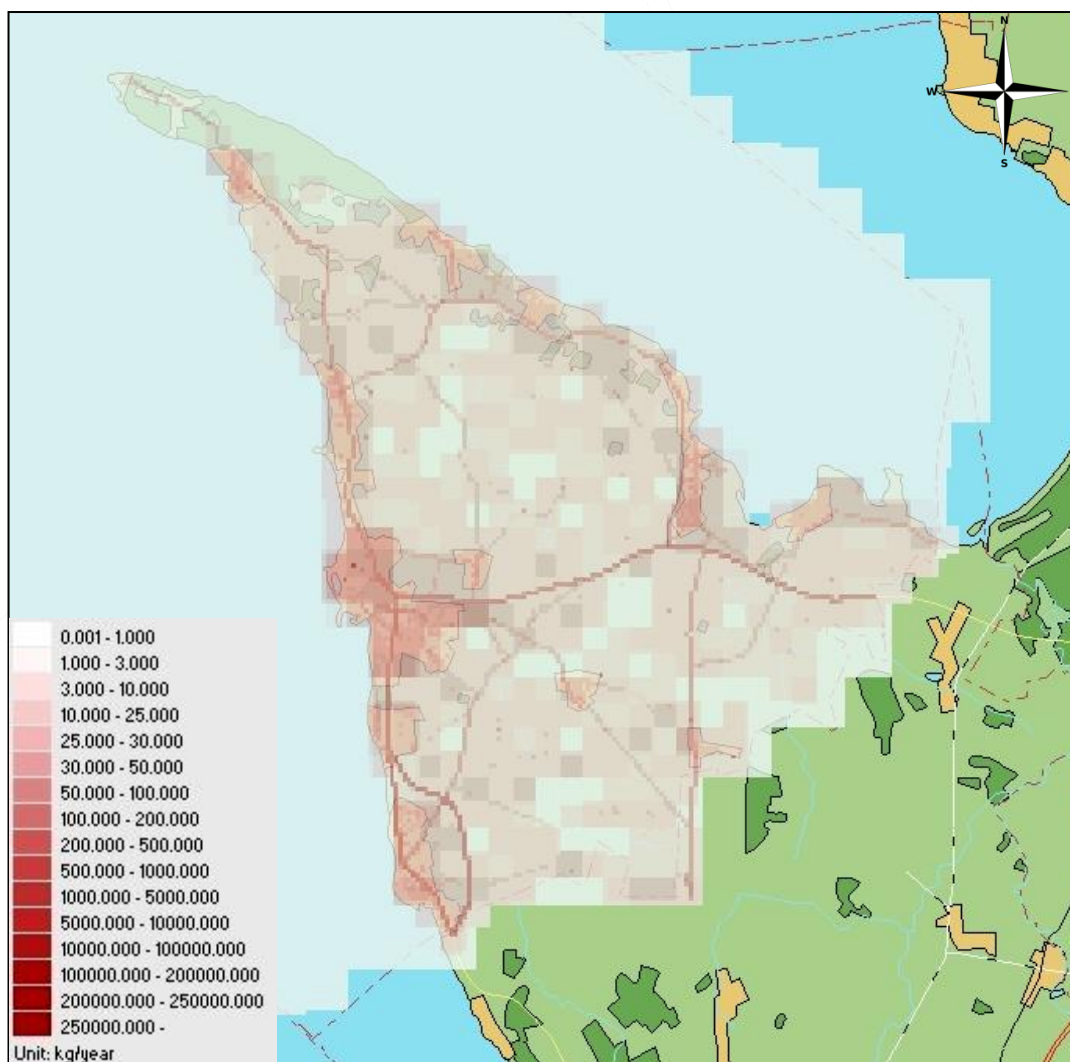 N
W
S
0.001 - 1.000
1.000 - 3.000
3.000 - 10.000
10.000 - 25.000
25.000 - 30.000
30.000 - 50.000
50.000 - 100.000
100.000 - 200.000
200.000 - 500.000
500.000 - 1000.000
1000.000 - 5000.000
5000.000 - 10000.000
10000.000 - 100000.000
100000.000 - 200000.000
200000.000 - 250000.000
250000.000 -
Unit: kg/year